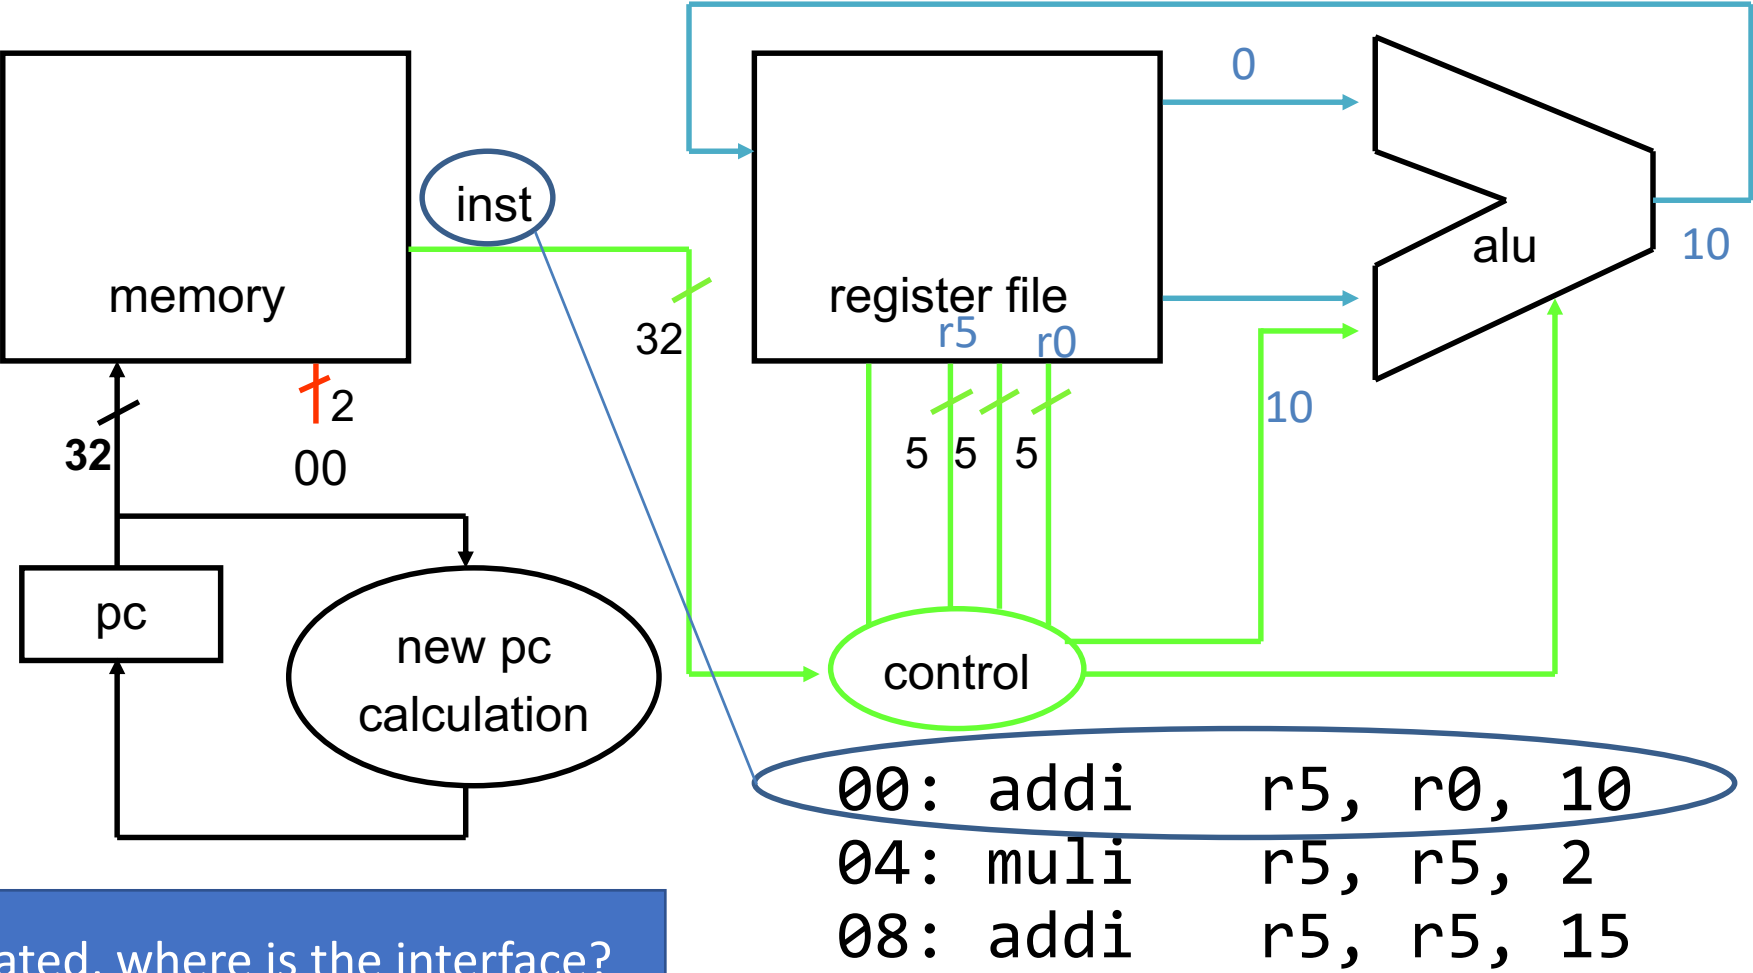 0
inst
alu
10
memory
register file
r5
r0
32
2
10
32
00
5
5
5
pc
new pc
calculation
control
00: addi r5, r0, 10
04: muli r5, r5, 2
08: addi r5, r5, 15
where is the interface?